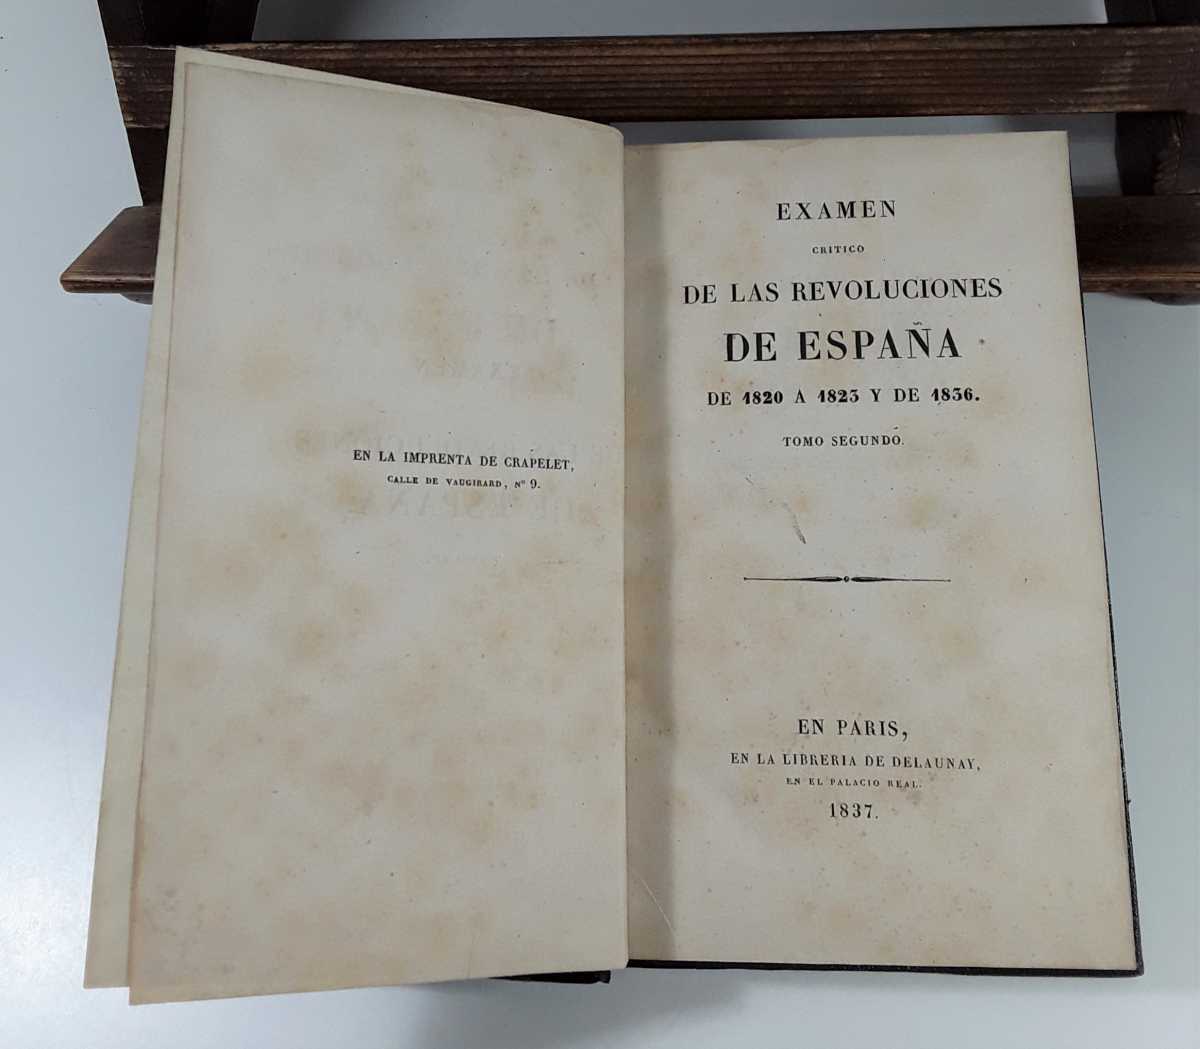 EN LA IMPRENTA DE CRAPELET,
CALLE DE VAUGIRARD, Nº 9.
EXAMEN
CRITICO
DE LAS REVOLUCIONES
DE ESPAÑA
DE 1820 A 1823 Y DE 1836.
TOMO SEGUNDO.
EN PARIS,
EN LA LIBRERIA DE DELAUNAY,
EN EL PALACIO REAL.
1837.